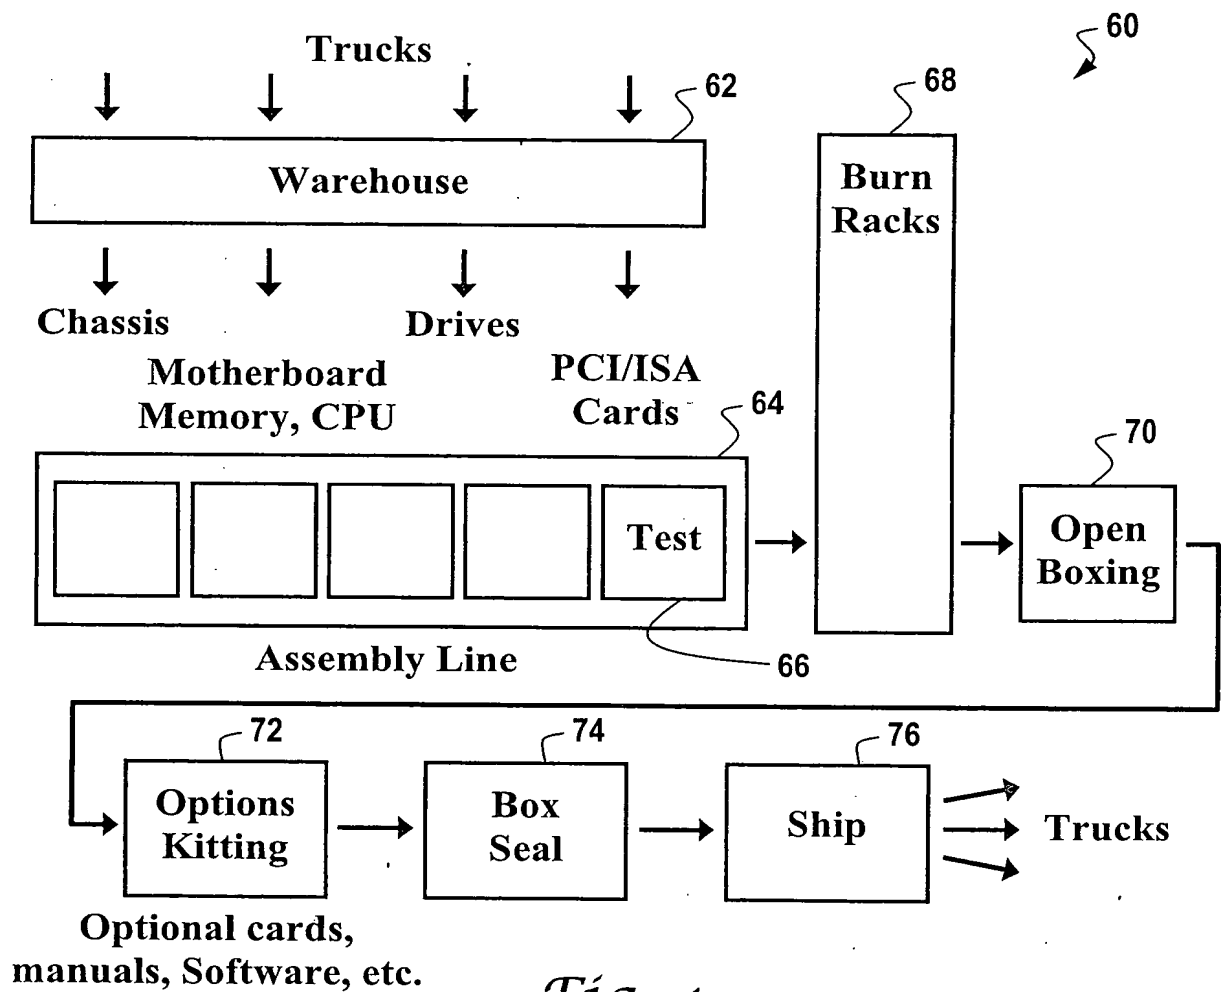 60
Trucks
62
68
Warehouse
Burn
Racks
Chassis
Drives
Motherboard
Memory, CPU
PCI/ISA
Cards
64
70
Test
Open
Boxing
Assembly Line
66
72
74
76
Options
Kitting
Box
Seal
Ship
Trucks
Optional cards,
manuals, Software, etc.